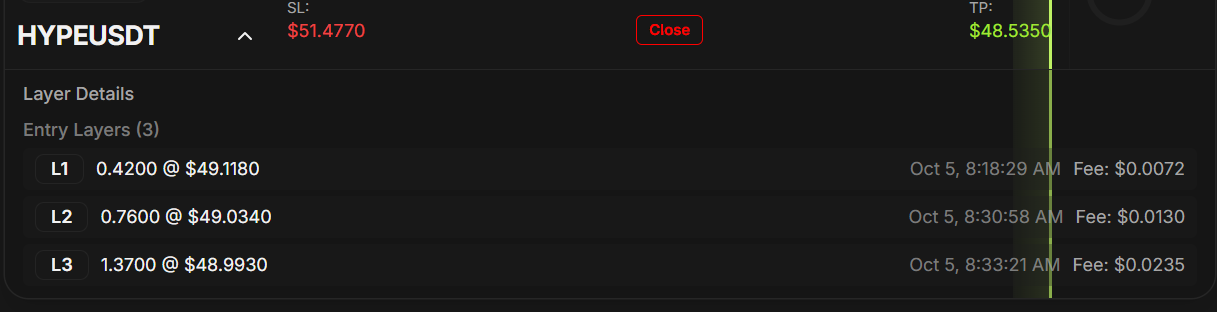 SL:
TP:
HYPEUSDT
$51.4770
Close
$48.5350
Layer Details
Entry Layers (3)
L1 0.4200 @ $49.1180 Oct 5, 8:18:29 AM Fee: $0.0072
L2 0.7600 @ $49.0340 Oct 5, 8:30:58 AM Fee: $0.0130
L3 1.3700 @ $48.9930 Oct 5, 8:33:21 AM Fee: $0.0235